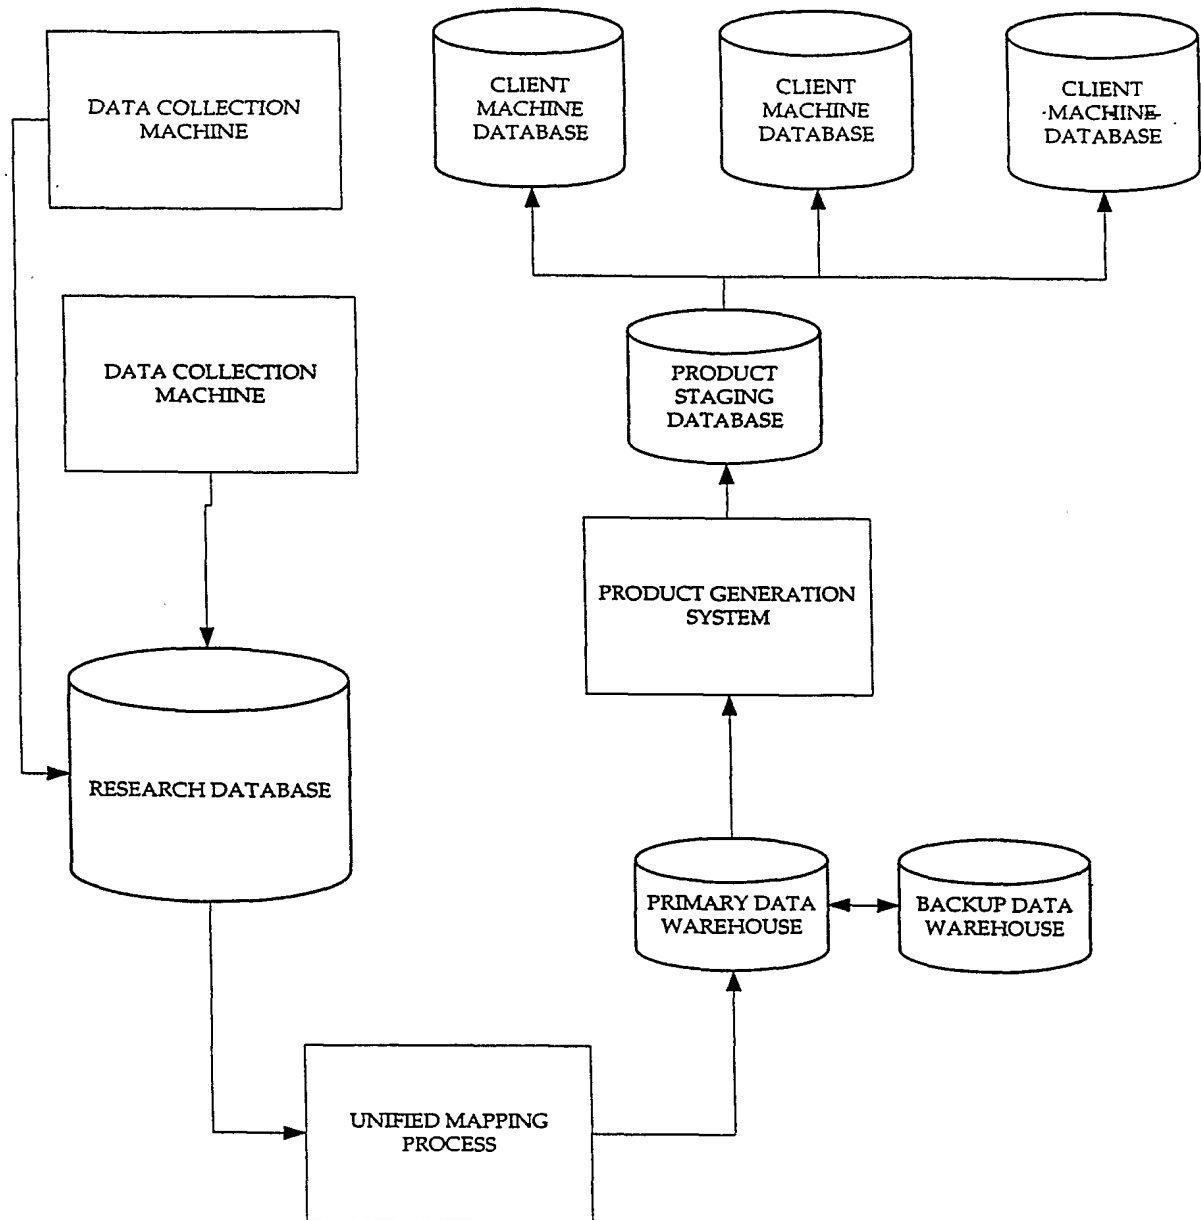 DATA COLLECTION
MACHINE
CLIENT
MACHINE
DATABASE
CLIENT
MACHINE
DATABASE
CLIENT
MACHINE
DATABASE
DATA COLLECTION
MACHINE
PRODUCT
STAGING
DATABASE
PRODUCT GENERATION
SYSTEM
RESEARCH DATABASE
PRIMARY DATA
WAREHOUSE
BACKUP DATA
WAREHOUSE
UNIFIED MAPPING
PROCESS